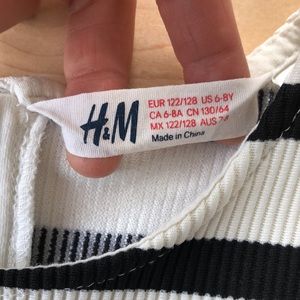 H&M
EUR 122/128 US 6-8Y
CA 6-8A CN 130/64
MX 122/128 AUS
Made in China